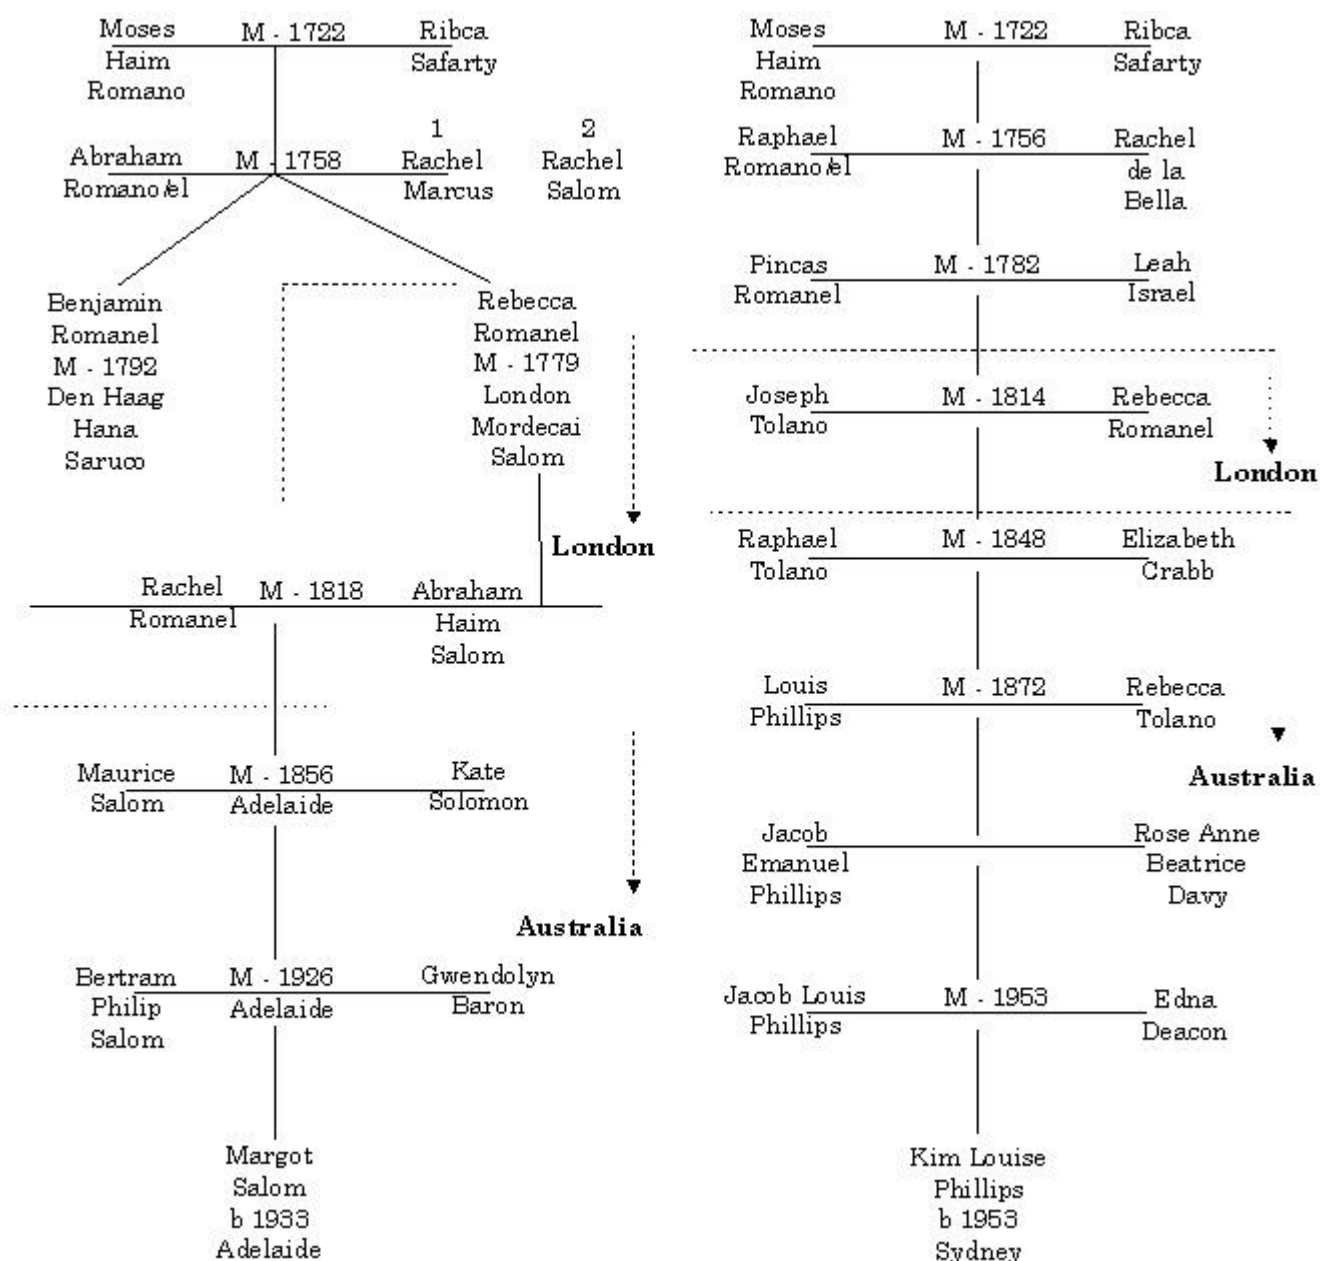 Moses M - 1722 Ribca
Haim Safarty
Romano
1 2
Abraham M - 1758 Rachel Rachel
Romano/el Marcus Salom
Benjamin
Romanel
M - 1792
Den Haag
Hana
Saruco
Rebecca
Romanel
M - 1779
London
Mordecai
Salom
London
Rachel M - 1818 Abraham
Romanel Haim
Salom
Maurice M - 1856 Kate
Salom Adelaide Solomon
Australia
Bertram M - 1926 Gwendolyn
Philip Adelaide Baron
Salom
Margot
Salom
b 1933
Adelaide
Moses M - 1722 Ribca
Haim Safarty
Romano
Raphael M - 1756 Rachel
Romano/el de la
Bella
Pincas M - 1782 Leah
Romanel Israel
Joseph M - 1814 Rebecca
Tolano Romanel
London
Raphael M - 1848 Elizabeth
Tolano Crabb
Louis M - 1872 Rebecca
Phillips Tolano
Australia
Jacob Rose Anne
Emanuel Beatrice
Phillips Davy
Jacob Louis M - 1953 Edna
Phillips Deacon
Kim Louise
Phillips
b 1953
Sydney